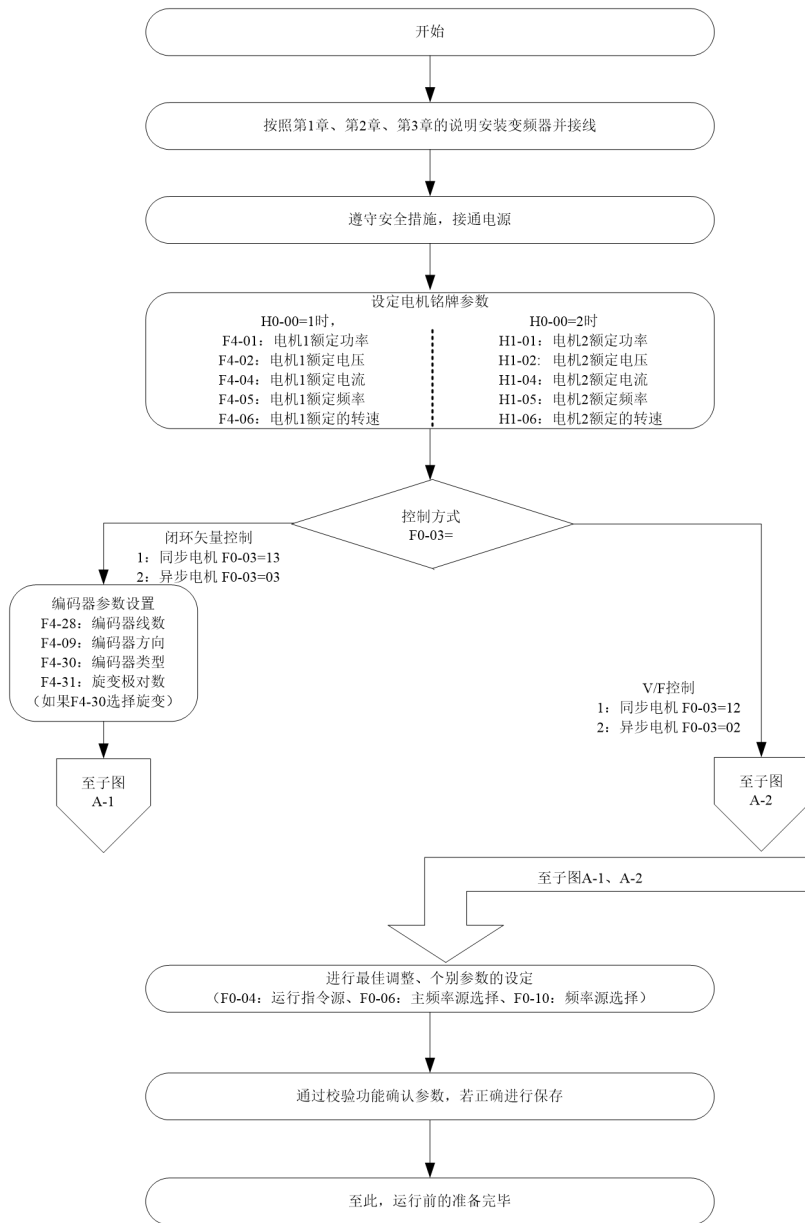 开始
按照第1章、第2章、第3章的说明安装变频器并接线
遵守安全措施，接通电源
设定电机铭牌参数
H0-00=1时，
F4-01：电机1额定功率
F4-02：电机1额定电压
F4-04：电机1额定电流
F4-05：电机1额定频率
F4-06：电机1额定的转速
H0-00=2时
H1-01：电机2额定功率
H1-02：电机2额定电压
H1-04：电机2额定电流
H1-05：电机2额定频率
H1-06：电机2额定的转速
控制方式
F0-03=
闭环矢量控制
1：同步电机 F0-03=13
2：异步电机 F0-03=03
编码器参数设置
F4-28：编码器线数
F4-09：编码器方向
F4-30：编码器类型
F4-31：旋变极对数
（如果F4-30选择旋变）
至子图
A-1
V/F控制
1：同步电机 F0-03=12
2：异步电机 F0-03=02
至子图
A-2
至子图A-1、A-2
进行最佳调整、个别参数的设定
（F0-04：运行指令源、F0-06：主频率源选择、F0-10：频率源选择）
通过校验功能确认参数，若正确进行保存
至此，运行前的准备完毕